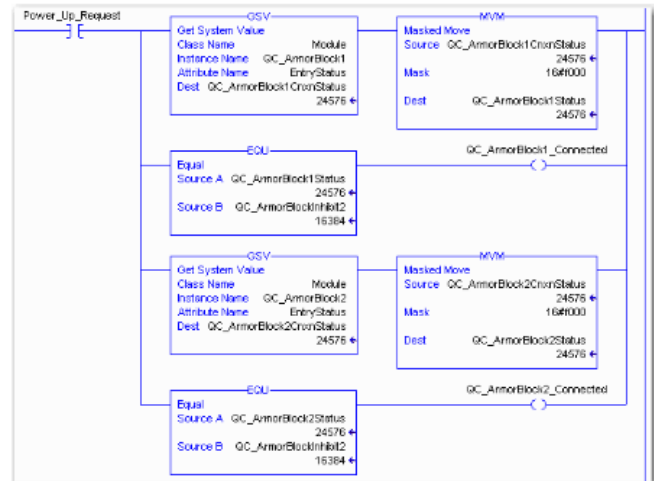 Power_Up_Request
GSV
Get System Value
Class Name Module
Instance Name QC_ArmorBlock1
Attribute Name EntryStatus
Dest QC_ArmorBlock1CnxnStatus
24576
MVM
Masked Move
Source QC_ArmorBlock1CnxnStatus
24576
Mask 16#f000
Dest QC_ArmorBlock1Status
24576
EQU
Equal
Source A QC_ArmorBlock1Status
24576
Source B QC_ArmorBlockInhibit2
16384
QC_ArmorBlock1_Connected
GSV
Get System Value
Class Name Module
Instance Name QC_ArmorBlock2
Attribute Name EntryStatus
Dest QC_ArmorBlock2CnxnStatus
24576
MVM
Masked Move
Source QC_ArmorBlock2CnxnStatus
24576
Mask 16#f000
Dest QC_ArmorBlock2Status
24576
EQU
Equal
Source A QC_ArmorBlock2Status
24576
Source B QC_ArmorBlockInhibit2
16384
QC_ArmorBlock2_Connected